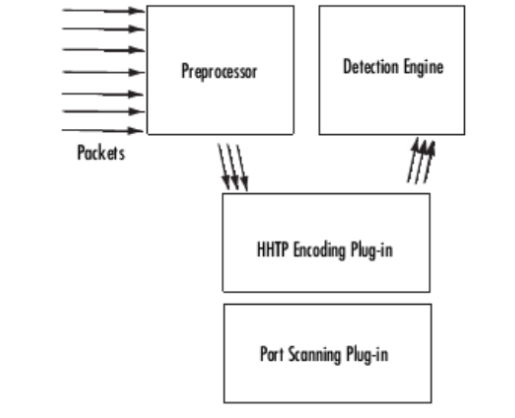 Preprocessor
Detection Engine
Packets
HHTP Encoding Plug-in
Port Scanning Plug-in